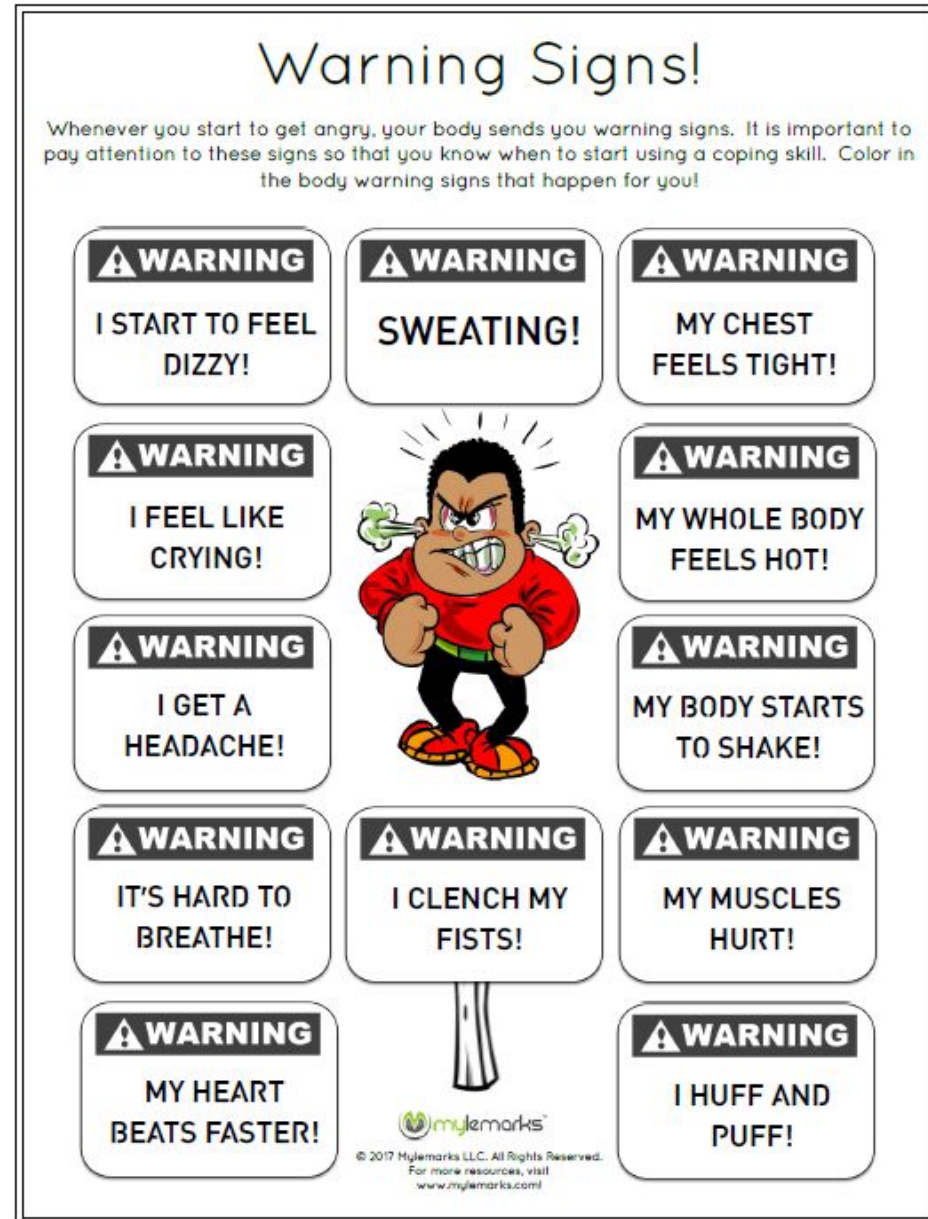 Warning Signs!
Whenever you start to get angry, your body sends you warning signs. It is important to
pay attention to these signs so that you know when to start using a coping skill. Color in
the body warning signs that happen for you!
WARNING
I START TO FEEL
DIZZY!
WARNING
SWEATING!
WARNING
MY CHEST
FEELS TIGHT!
WARNING
I FEEL LIKE
CRYING!
WARNING
MY WHOLE BODY
FEELS HOT!
WARNING
I GET A
HEADACHE!
WARNING
MY BODY STARTS
TO SHAKE!
WARNING
IT'S HARD TO
BREATHE!
WARNING
I CLENCH MY
FISTS!
WARNING
MY MUSCLES
HURT!
WARNING
MY HEART
BEATS FASTER!
WARNING
I HUFF AND
PUFF!
mylemarks™
© 2017 Mylemarks LLC. All Rights Reserved.
For more resources, visit
www.mylemarks.com!